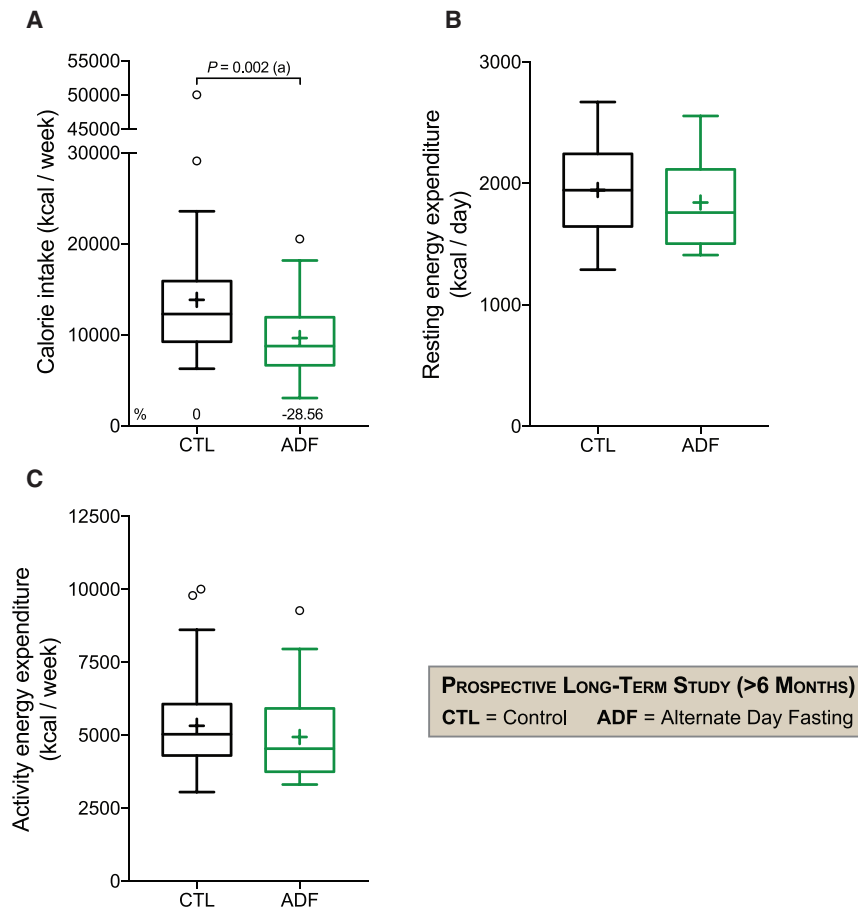 A
Calorie intake (kcal / week)
55000
50000
45000
30000
20000
10000
0
P = 0.002 (a)
% 0 -28.56
CTL ADF
B
Resting energy expenditure
(kcal / day)
3000
2000
1000
0
CTL ADF
C
Activity energy expenditure
(kcal / week)
12500
10000
7500
5000
2500
0
CTL ADF
PROSPECTIVE LONG-TERM STUDY (>6 MONTHS)
CTL = Control ADF = Alternate Day Fasting